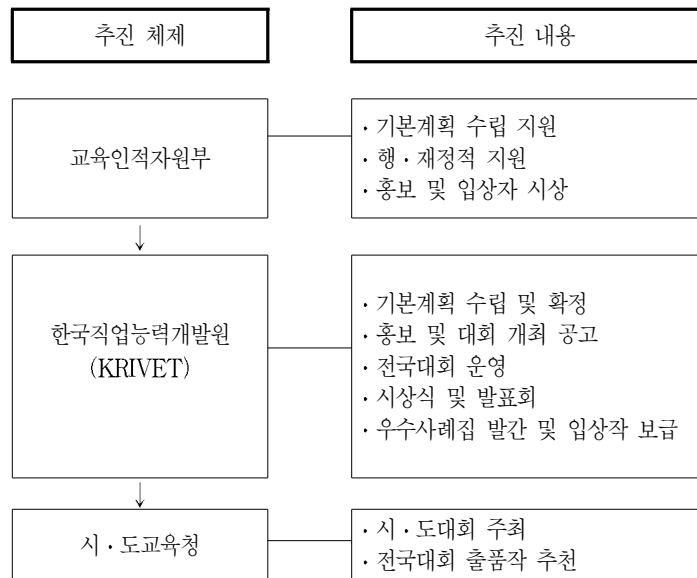 추진 체제
추진 내용
교육인적자원부
· 기본계획 수립 지원
· 행 · 재정적 지원
· 홍보 및 입상자 시상
한국직업능력개발원
(KRIVET)
· 기본계획 수립 및 확정
· 홍보 및 대회 개최 공고
· 전국대회 운영
· 시상식 및 발표회
· 우수사례집 발간 및 입상작 보급
시 · 도교육청
· 시 · 도대회 주최
· 전국대회 출품작 추천